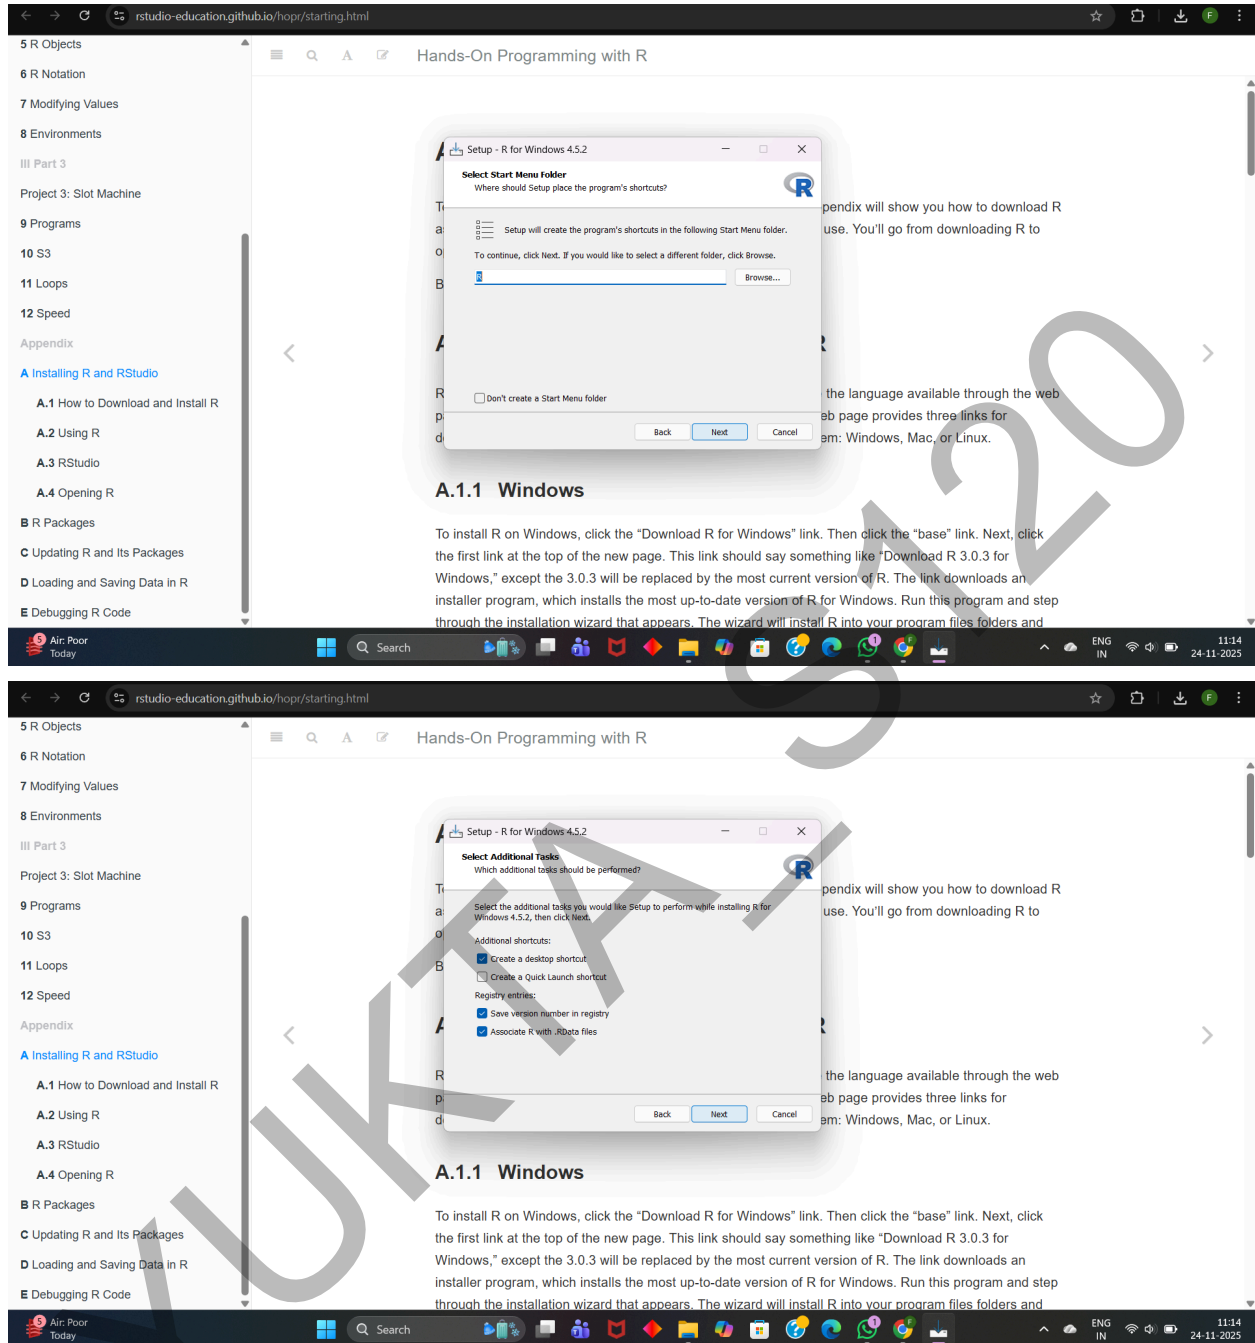 rstudio-education.github.io/hopr/starting.html
F
5 R Objects
6 R Notation
7 Modifying Values
8 Environments
III Part 3
Project 3: Slot Machine
9 Programs
10 S3
11 Loops
12 Speed
Appendix
A Installing R and RStudio
A.1 How to Download and Install R
A.2 Using R
A.3 RStudio
A.4 Opening R
B R Packages
C Updating R and Its Packages
D Loading and Saving Data in R
E Debugging R Code
A
Hands-On Programming with R
Setup - R for Windows 4.5.2
Select Start Menu Folder
Where should Setup place the program's shortcuts?
R
Setup will create the program's shortcuts in the following Start Menu folder.
To continue, click Next. If you would like to select a different folder, click Browse.
R
Browse...
Don't create a Start Menu folder
Back Next Cancel
pendix will show you how to download R
use. You'll go from downloading R to
the language available through the web
eb page provides three links for
em: Windows, Mac, or Linux.
A.1.1 Windows
To install R on Windows, click the “Download R for Windows” link. Then click the “base” link. Next, click
the first link at the top of the new page. This link should say something like “Download R 3.0.3 for
Windows,” except the 3.0.3 will be replaced by the most current version of R. The link downloads an
installer program, which installs the most up-to-date version of R for Windows. Run this program and step
through the installation wizard that appears. The wizard will install R into your program files folders and
5
Air: Poor
Today
Search
1
F
ENG
IN
11:14
24-11-2025
rstudio-education.github.io/hopr/starting.html
F
5 R Objects
6 R Notation
7 Modifying Values
8 Environments
III Part 3
Project 3: Slot Machine
9 Programs
10 S3
11 Loops
12 Speed
Appendix
A Installing R and RStudio
A.1 How to Download and Install R
A.2 Using R
A.3 RStudio
A.4 Opening R
B R Packages
C Updating R and Its Packages
D Loading and Saving Data in R
E Debugging R Code
A
Hands-On Programming with R
Setup - R for Windows 4.5.2
Select Additional Tasks
Which additional tasks should be performed?
R
Select the additional tasks you would like Setup to perform while installing R for
Windows 4.5.2, then click Next.
Additional shortcuts:
Create a desktop shortcut
Create a Quick Launch shortcut
Registry entries:
Save version number in registry
Associate R with .RData files
Back Next Cancel
pendix will show you how to download R
use. You'll go from downloading R to
the language available through the web
eb page provides three links for
em: Windows, Mac, or Linux.
A.1.1 Windows
To install R on Windows, click the “Download R for Windows” link. Then click the “base” link. Next, click
the first link at the top of the new page. This link should say something like “Download R 3.0.3 for
Windows,” except the 3.0.3 will be replaced by the most current version of R. The link downloads an
installer program, which installs the most up-to-date version of R for Windows. Run this program and step
through the installation wizard that appears. The wizard will install R into your program files folders and
5
Air: Poor
Today
Search
1
F
ENG
IN
11:14
24-11-2025
YUKTA_S120